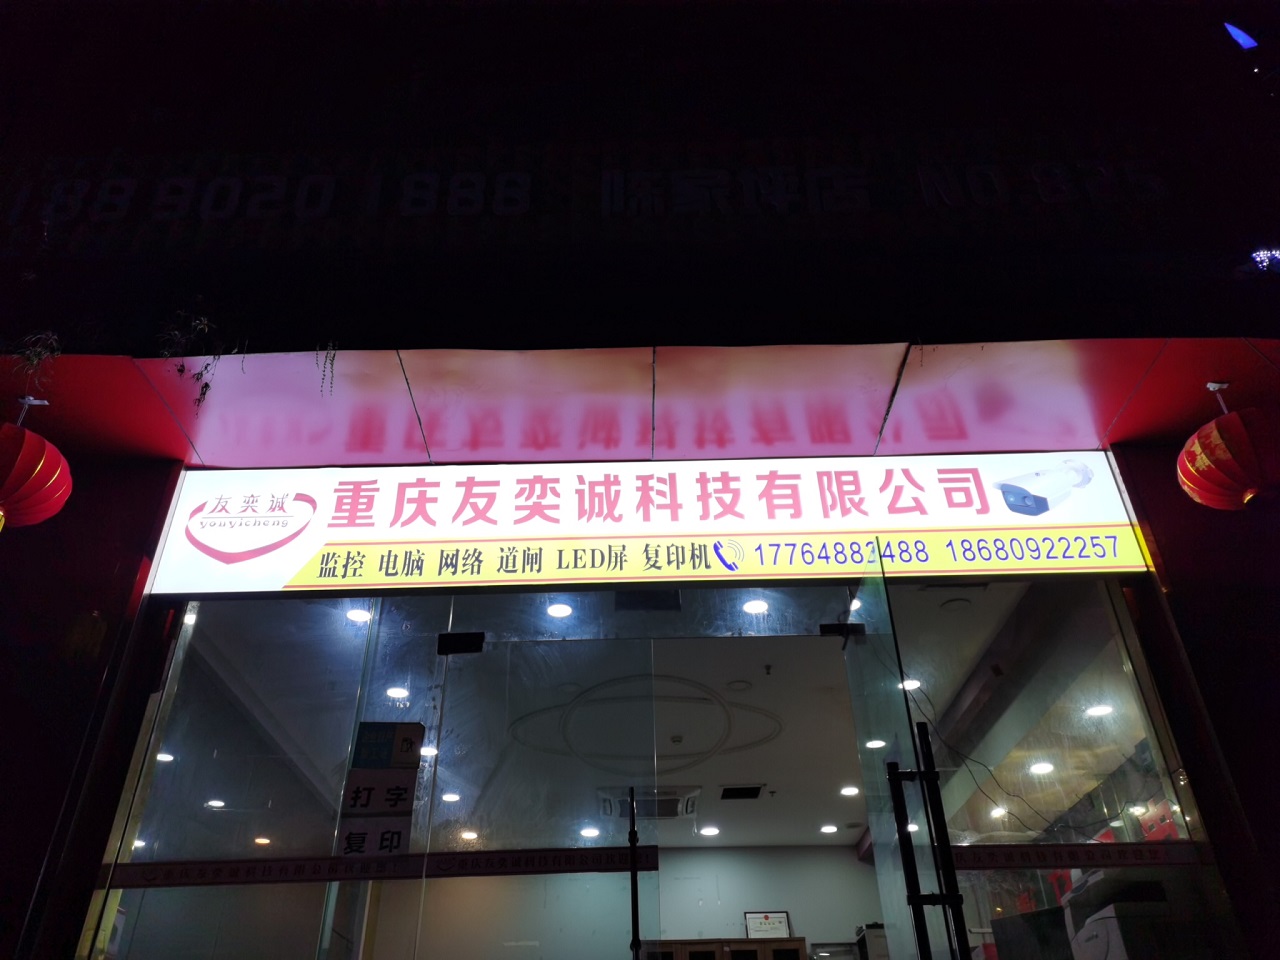 友奕诚
youyicheng
重庆友奕诚科技有限公司
监控 电脑 网络 道闸 LED屏 复印机 17764883488 18680922257
打字
复印